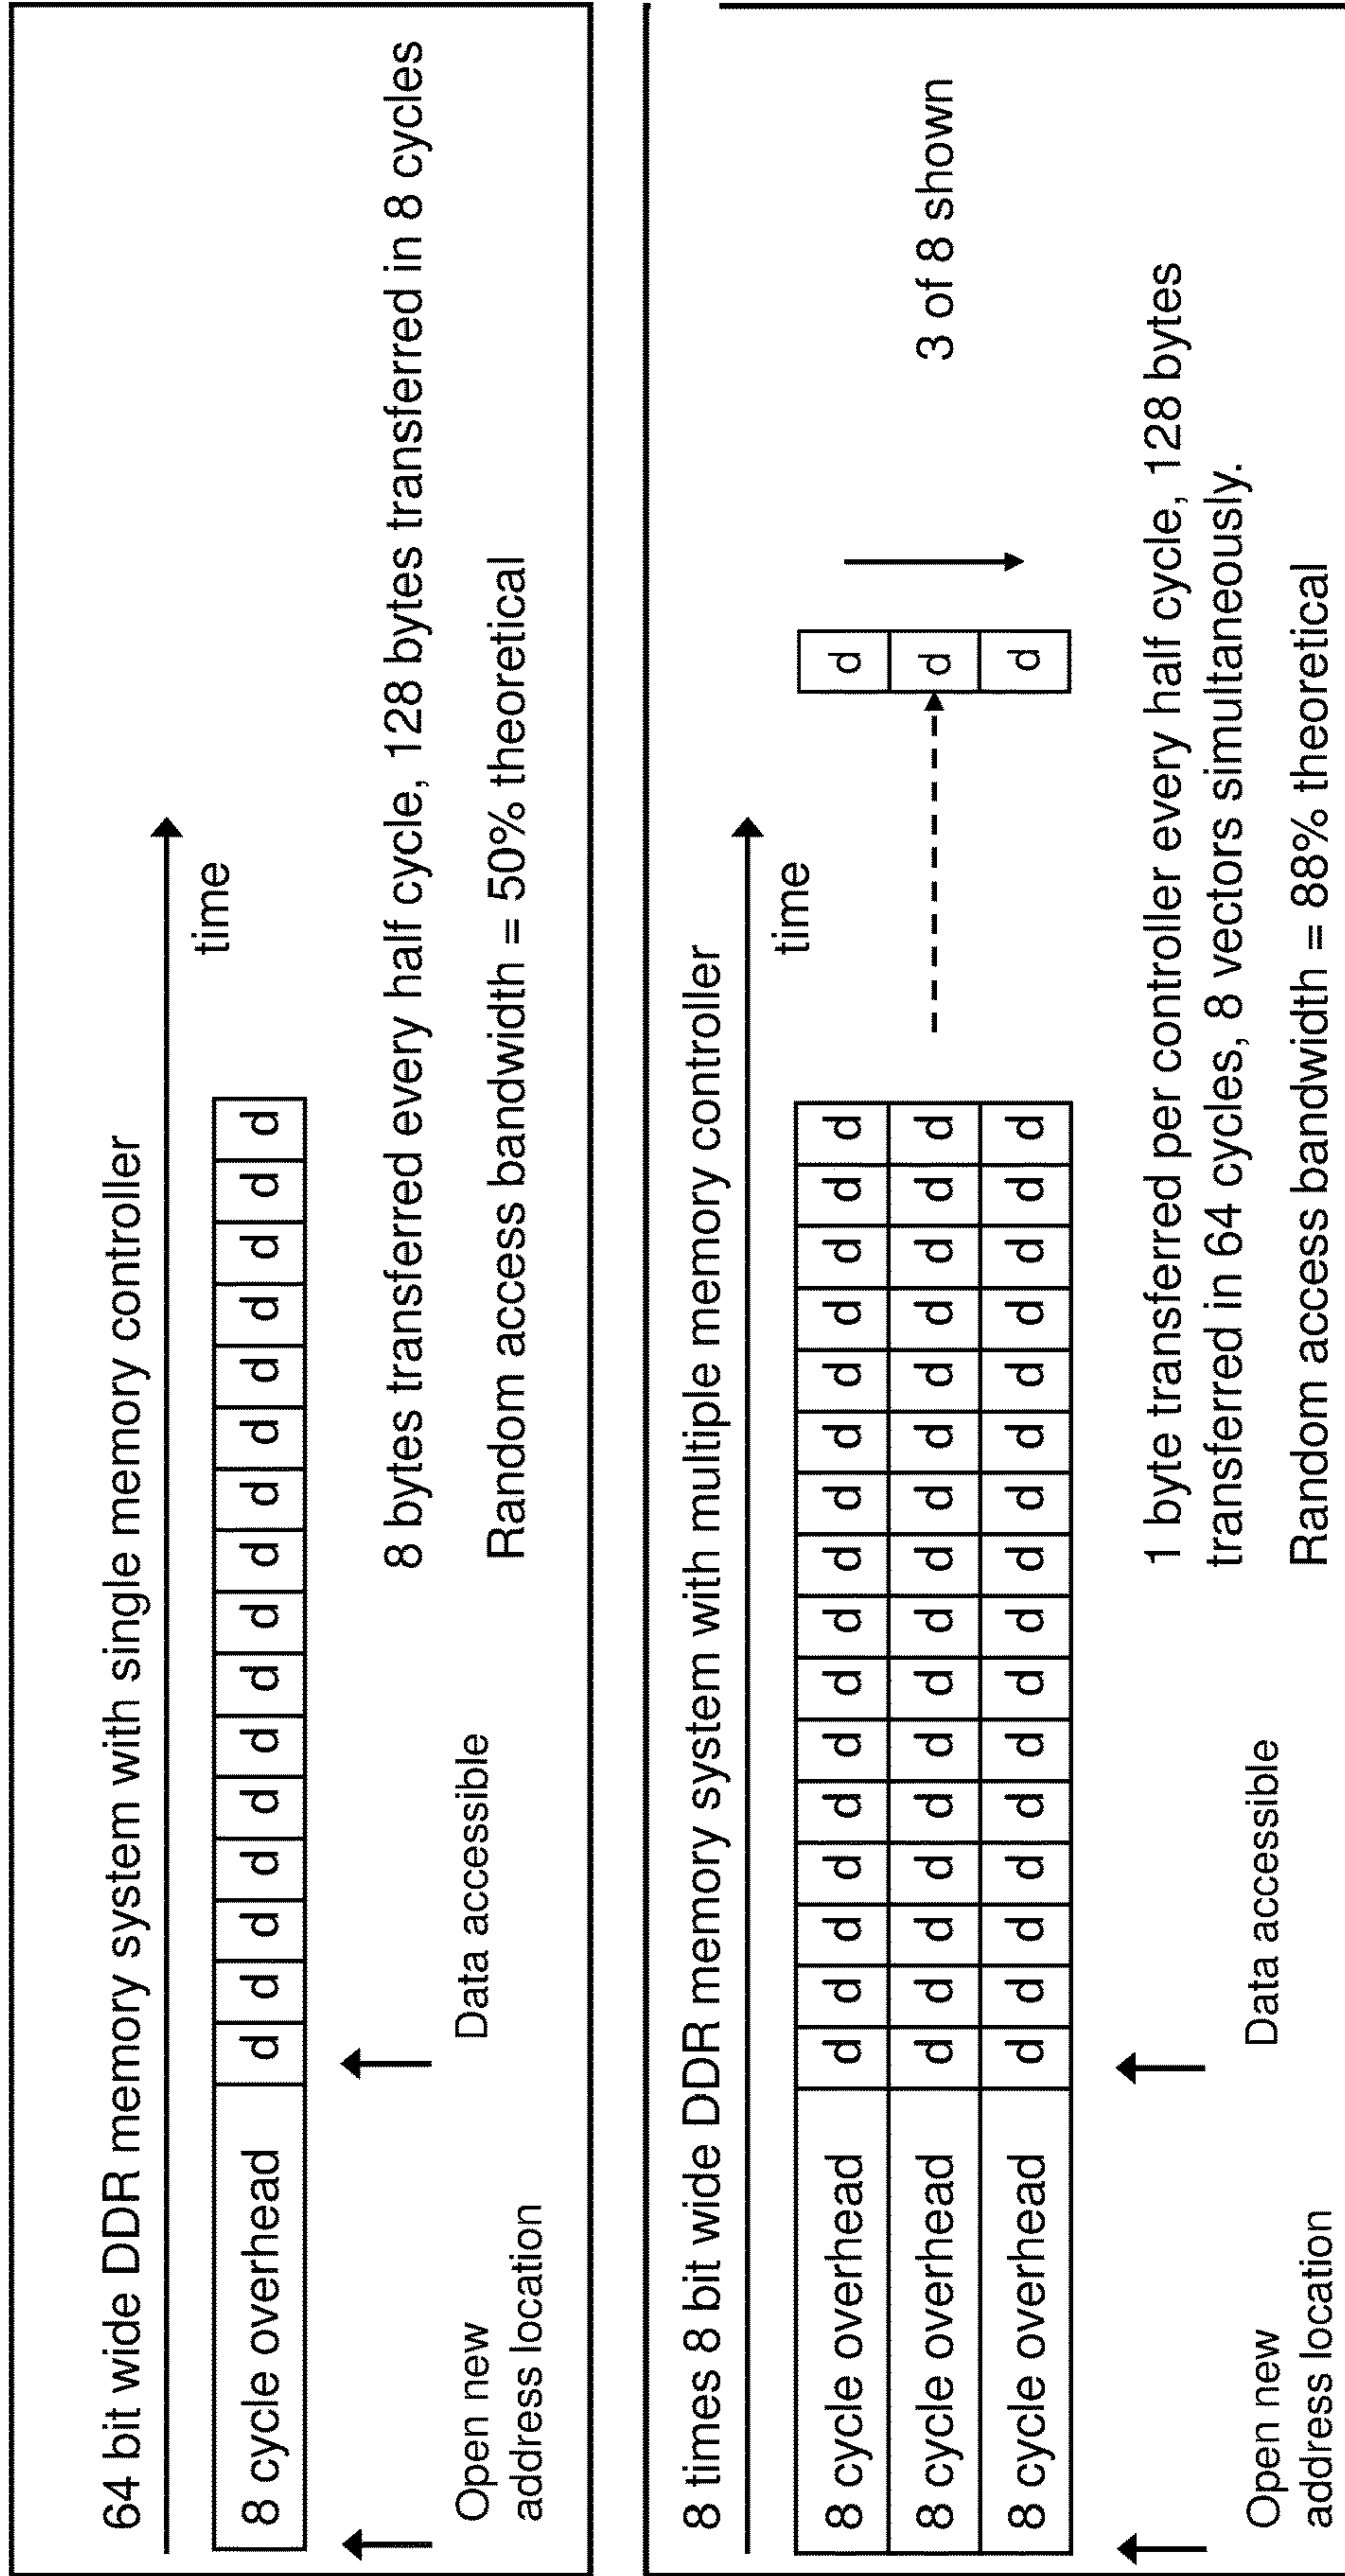 64 bit wide DDR memory system with single memory controller
time
8 cycle overhead d d d d d d d d d d d d d d d d
Open new
address location
Data accessible
8 bytes transferred every half cycle, 128 bytes transferred in 8 cycles
Random access bandwidth = 50% theoretical
8 times 8 bit wide DDR memory system with multiple memory controller
time
8 cycle overhead d d d d d d d d d d d d d d d d d
8 cycle overhead d d d d d d d d d d d d d d d d d
8 cycle overhead d d d d d d d d d d d d d d d d d
3 of 8 shown
Open new
address location
Data accessible
1 byte transferred per controller every half cycle, 128 bytes
transferred in 64 cycles, 8 vectors simultaneously.
Random access bandwidth = 88% theoretical